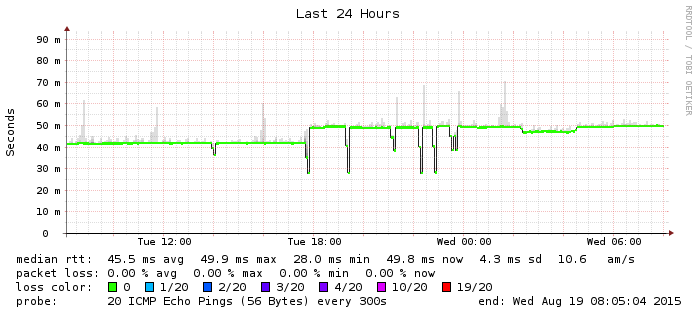 Last 24 Hours
RRDTOOL / TOBI OETIKER
Seconds
90 m
80 m
70 m
60 m
50 m
40 m
30 m
20 m
10 m
0
Tue 12:00 Tue 18:00 Wed 00:00 Wed 06:00
median rtt: 45.5 ms avg 49.9 ms max 28.0 ms min 49.8 ms now 4.3 ms sd 10.6 am/s
packet loss: 0.00 % avg 0.00 % max 0.00 % min 0.00 % now
loss color: 0 1/20 2/20 3/20 4/20 10/20 19/20
probe: 20 ICMP Echo Pings (56 Bytes) every 300s end: Wed Aug 19 08:05:04 2015